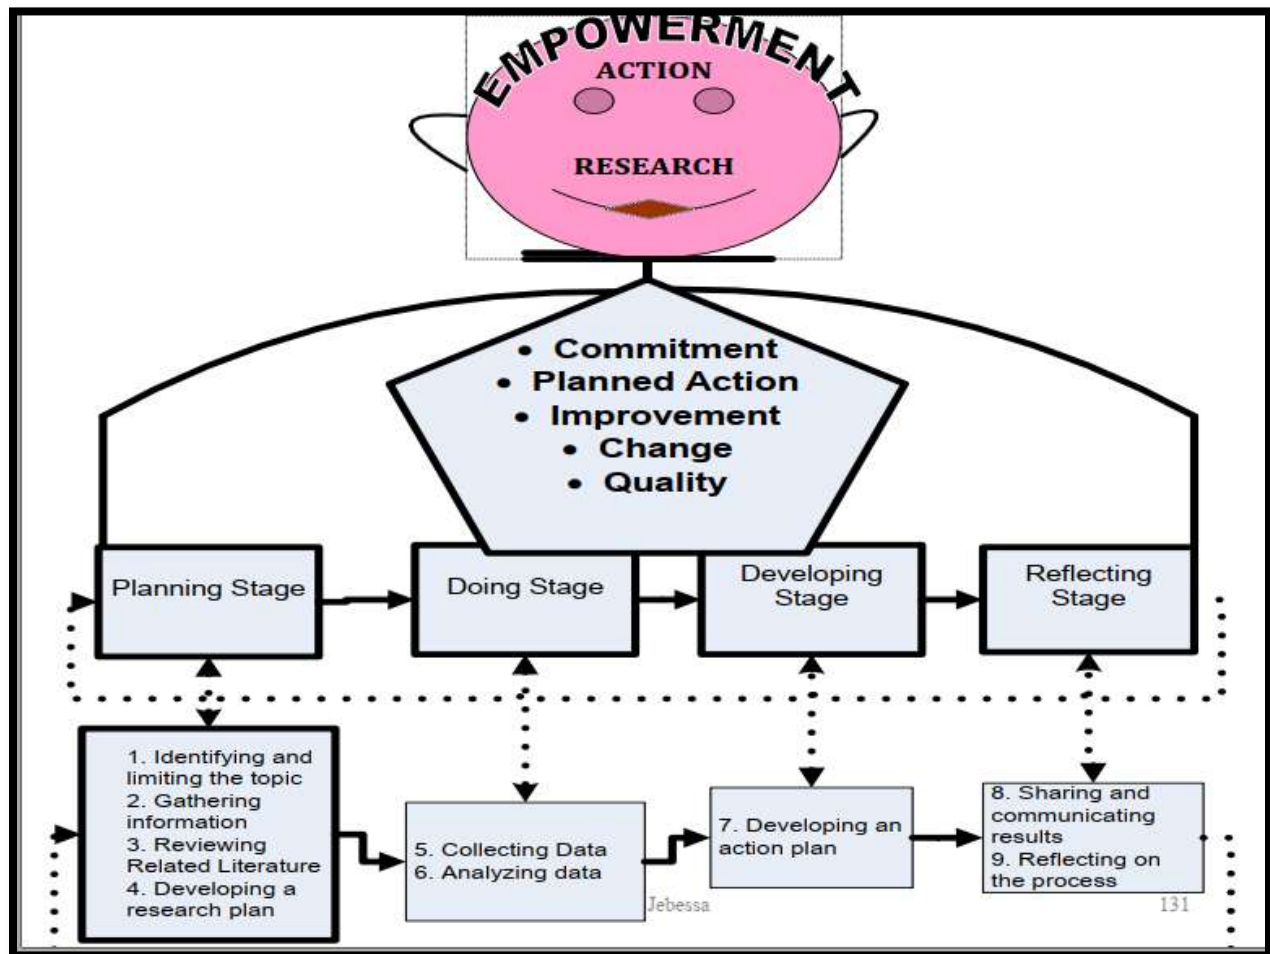 EMPOWERMENT
ACTION
RESEARCH
• Commitment
• Planned Action
• Improvement
• Change
• Quality
Planning Stage
Doing Stage
Developing
Stage
Reflecting
Stage
1. Identifying and
limiting the topic
2. Gathering
information
3. Reviewing
Related Literature
4. Developing a
research plan
5. Collecting Data
6. Analyzing data
7. Developing an
action plan
8. Sharing and
communicating
results
9. Reflecting on
the process
Jebessa
131